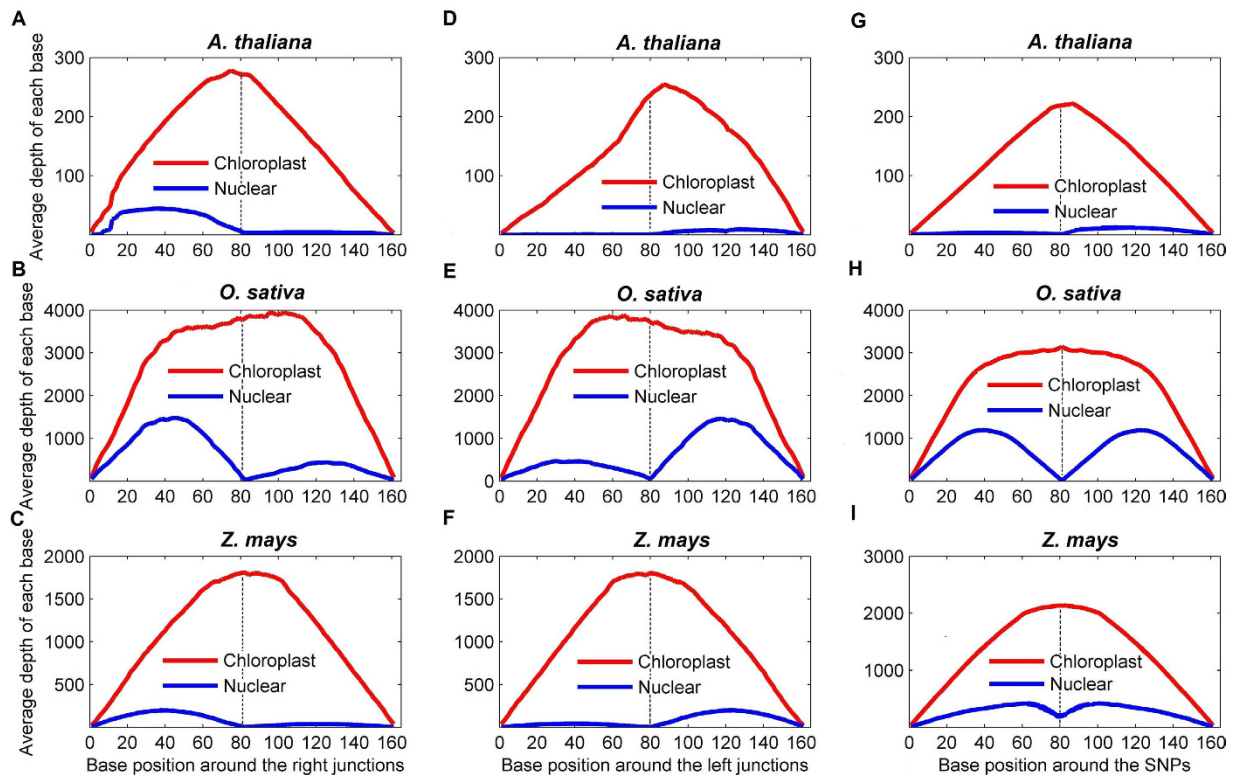 A
A. thaliana
Average depth of each base
300
200
100
Chloroplast
Nuclear
0 20 40 60 80 100 120 140 160
D
A. thaliana
300
200
100
Chloroplast
Nuclear
0 20 40 60 80 100 120 140 160
G
A. thaliana
300
200
100
Chloroplast
Nuclear
0 20 40 60 80 100 120 140 160
B
O. sativa
Average depth of each base
4000
3000
2000
1000
Chloroplast
Nuclear
0 20 40 60 80 100 120 140 160
E
O. sativa
4000
3000
2000
1000
0
Chloroplast
Nuclear
0 20 40 60 80 100 120 140 160
H
O. sativa
4000
3000
2000
1000
Chloroplast
Nuclear
0 20 40 60 80 100 120 140 160
C
Z. mays
Average depth of each base
2000
1500
1000
500
Chloroplast
Nuclear
0 20 40 60 80 100 120 140 160
Base position around the right junctions
F
Z. mays
2000
1500
1000
500
Chloroplast
Nuclear
0 20 40 60 80 100 120 140 160
Base position around the left junctions
I
Z. mays
3000
2000
1000
Chloroplast
Nuclear
0 20 40 60 80 100 120 140 160
Base position around the SNPs